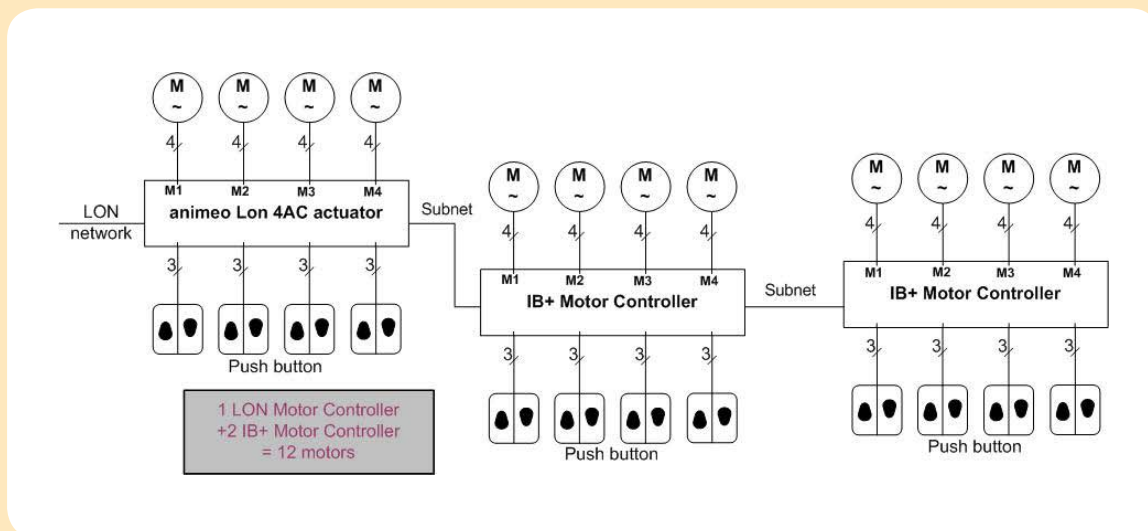 M M M M
~ ~ ~ ~
4 4 4 4
M1 M2 M3 M4
animeo Lon 4AC actuator
LON
network
3 3 3 3
Push button
Subnet
M M M M
~ ~ ~ ~
4 4 4 4
M1 M2 M3 M4
IB+ Motor Controller
3 3 3 3
Push button
Subnet
M M M M
~ ~ ~ ~
4 4 4 4
M1 M2 M3 M4
IB+ Motor Controller
3 3 3 3
Push button
1 LON Motor Controller
+2 IB+ Motor Controller
= 12 motors